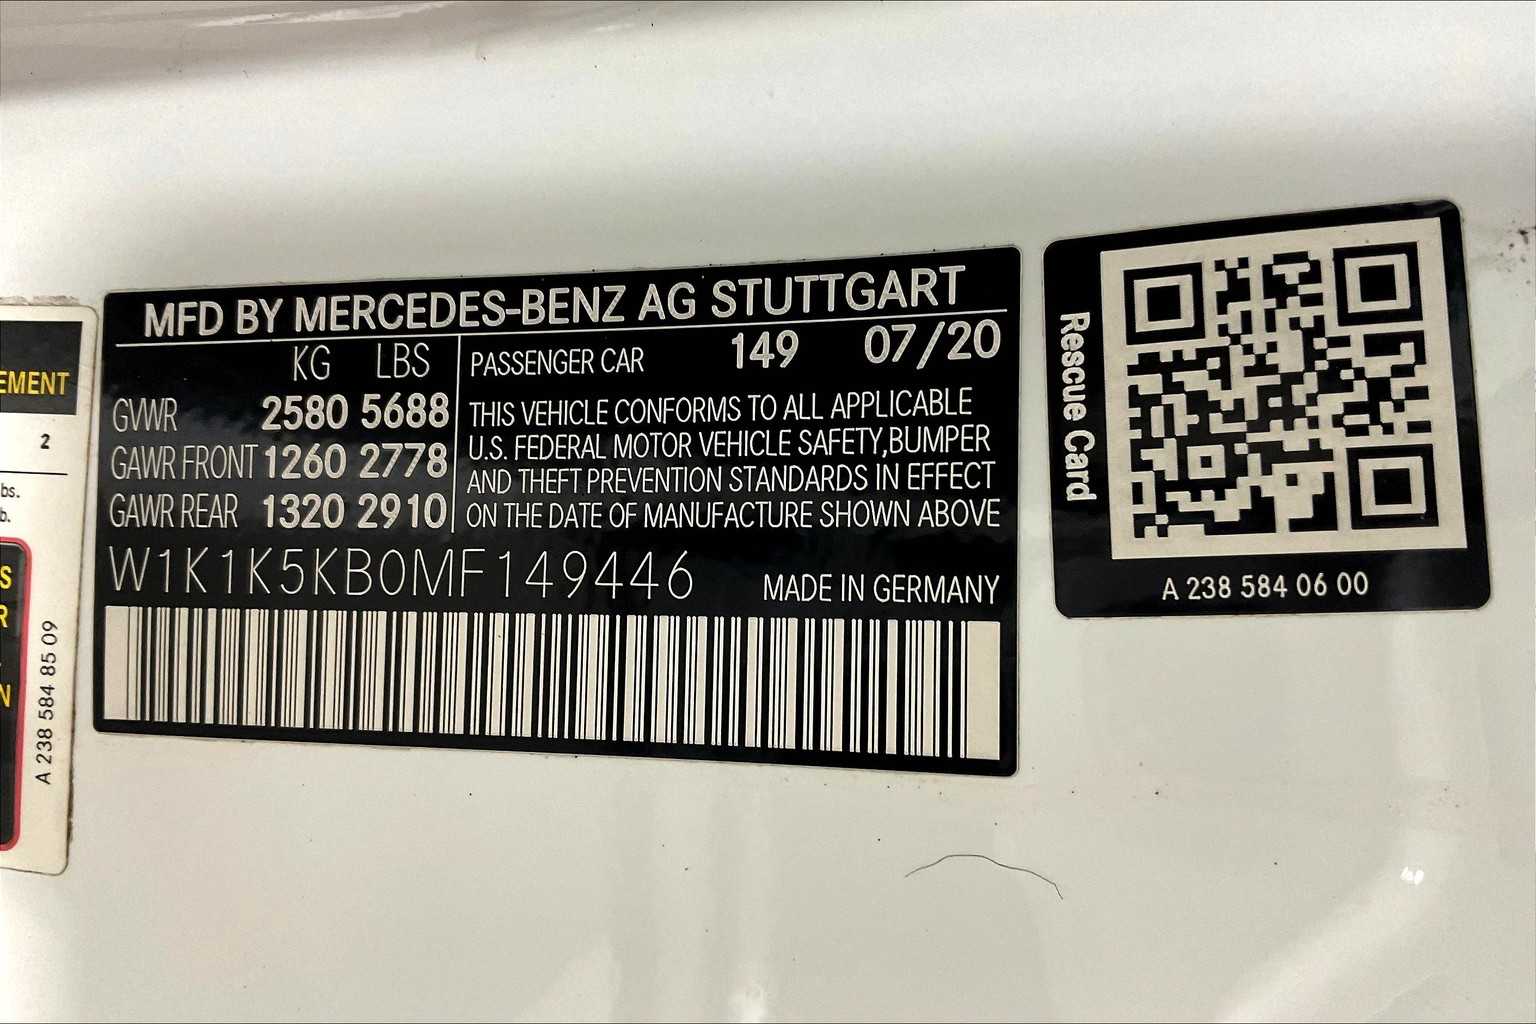 EMENT
2
bs.
b.
S
R
N
A 238 584 85 09
MFD BY MERCEDES-BENZ AG STUTTGART
KG LBS
GVWR 2580 5688
GAWR FRONT 1260 2778
GAWR REAR 1320 2910
PASSENGER CAR 149 07/20
THIS VEHICLE CONFORMS TO ALL APPLICABLE
U.S. FEDERAL MOTOR VEHICLE SAFETY,BUMPER
AND THEFT PREVENTION STANDARDS IN EFFECT
ON THE DATE OF MANUFACTURE SHOWN ABOVE
W1K1K5KB0MF149446
MADE IN GERMANY
Rescue Card
A 238 584 06 00